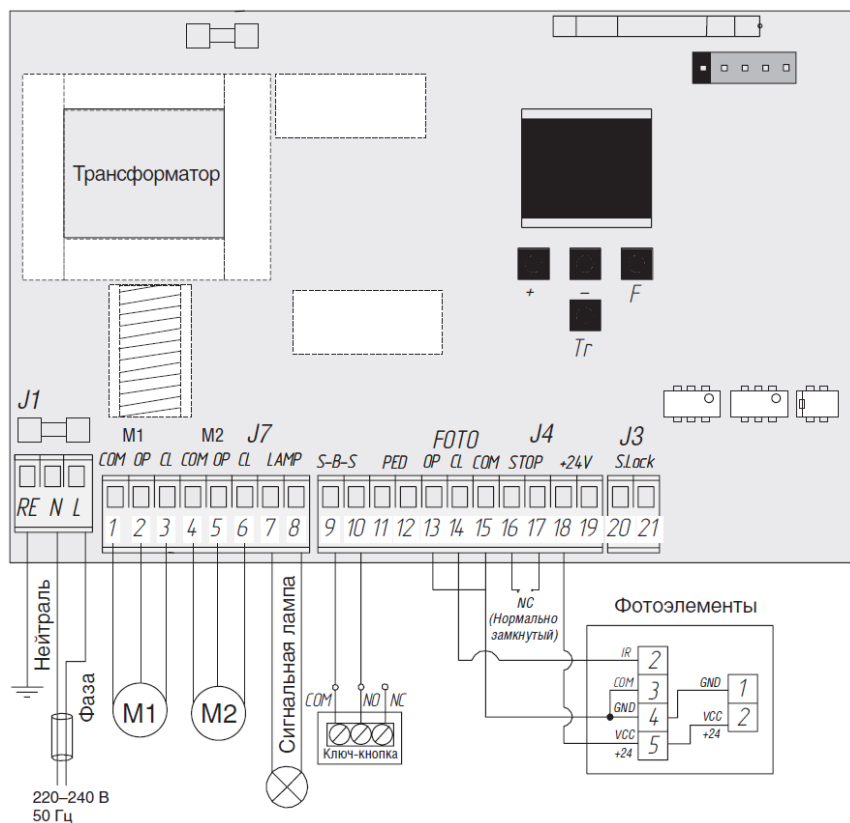 Трансформатор
+ – F
Tr
J1
M1 M2 J7
COM OP CL COM OP CL LAMP
FOTO J4 J3
S-B-S PED OP CL COM STOP +24V S.Lock
RE N L
1 2 3 4 5 6 7 8
9 10 11 12 13 14 15 16 17 18 19
20 21
Нейтраль
Фаза
220–240 В
50 Гц
M1
M2
Сигнальная лампа
COM NO NC
Ключ-кнопка
NC
(Нормально
замкнутый)
Фотоэлементы
IR 2
COM 3
GND 4
VCC 5
+24
GND 1
VCC 2
+24